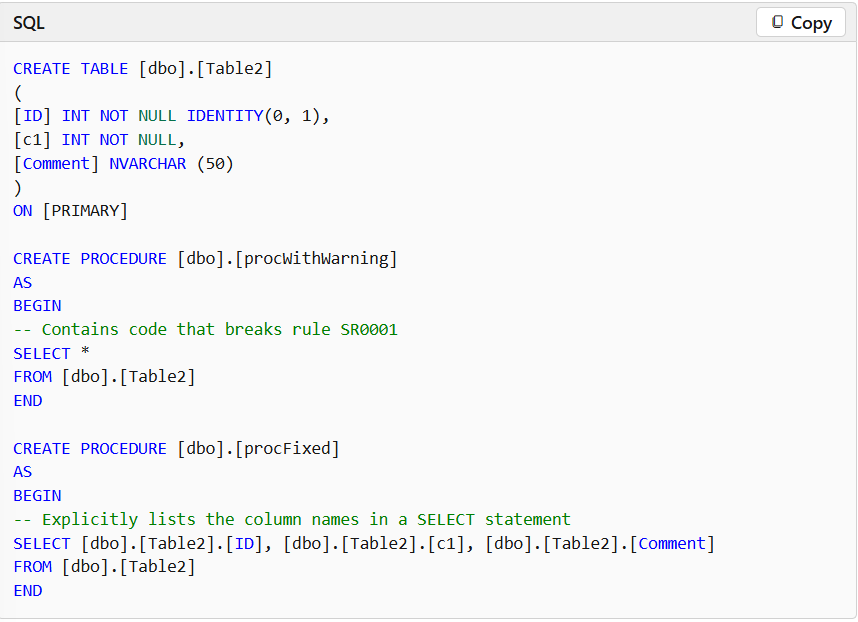 SQL
Copy
CREATE TABLE [dbo].[Table2]
(
[ID] INT NOT NULL IDENTITY(0, 1),
[c1] INT NOT NULL,
[Comment] NVARCHAR (50)
)
ON [PRIMARY]
CREATE PROCEDURE [dbo].[procWithWarning]
AS
BEGIN
-- Contains code that breaks rule SR0001
SELECT *
FROM [dbo].[Table2]
END
CREATE PROCEDURE [dbo].[procFixed]
AS
BEGIN
-- Explicitly lists the column names in a SELECT statement
SELECT [dbo].[Table2].[ID], [dbo].[Table2].[c1], [dbo].[Table2].[Comment]
FROM [dbo].[Table2]
END